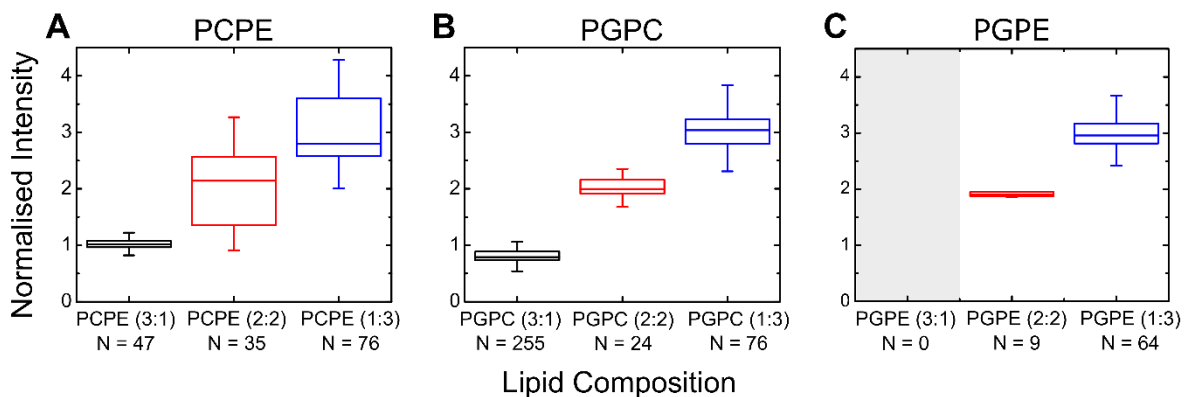 A PCPE
B PGPC
C PGPE
Normalised Intensity
4
3
2
1
0
4
3
2
1
0
4
3
2
1
0
PCPE (3:1) PCPE (2:2) PCPE (1:3)
N = 47 N = 35 N = 76
PGPC (3:1) PGPC (2:2) PGPC (1:3)
N = 255 N = 24 N = 76
PGPE (3:1) PGPE (2:2) PGPE (1:3)
N = 0 N = 9 N = 64
Lipid Composition